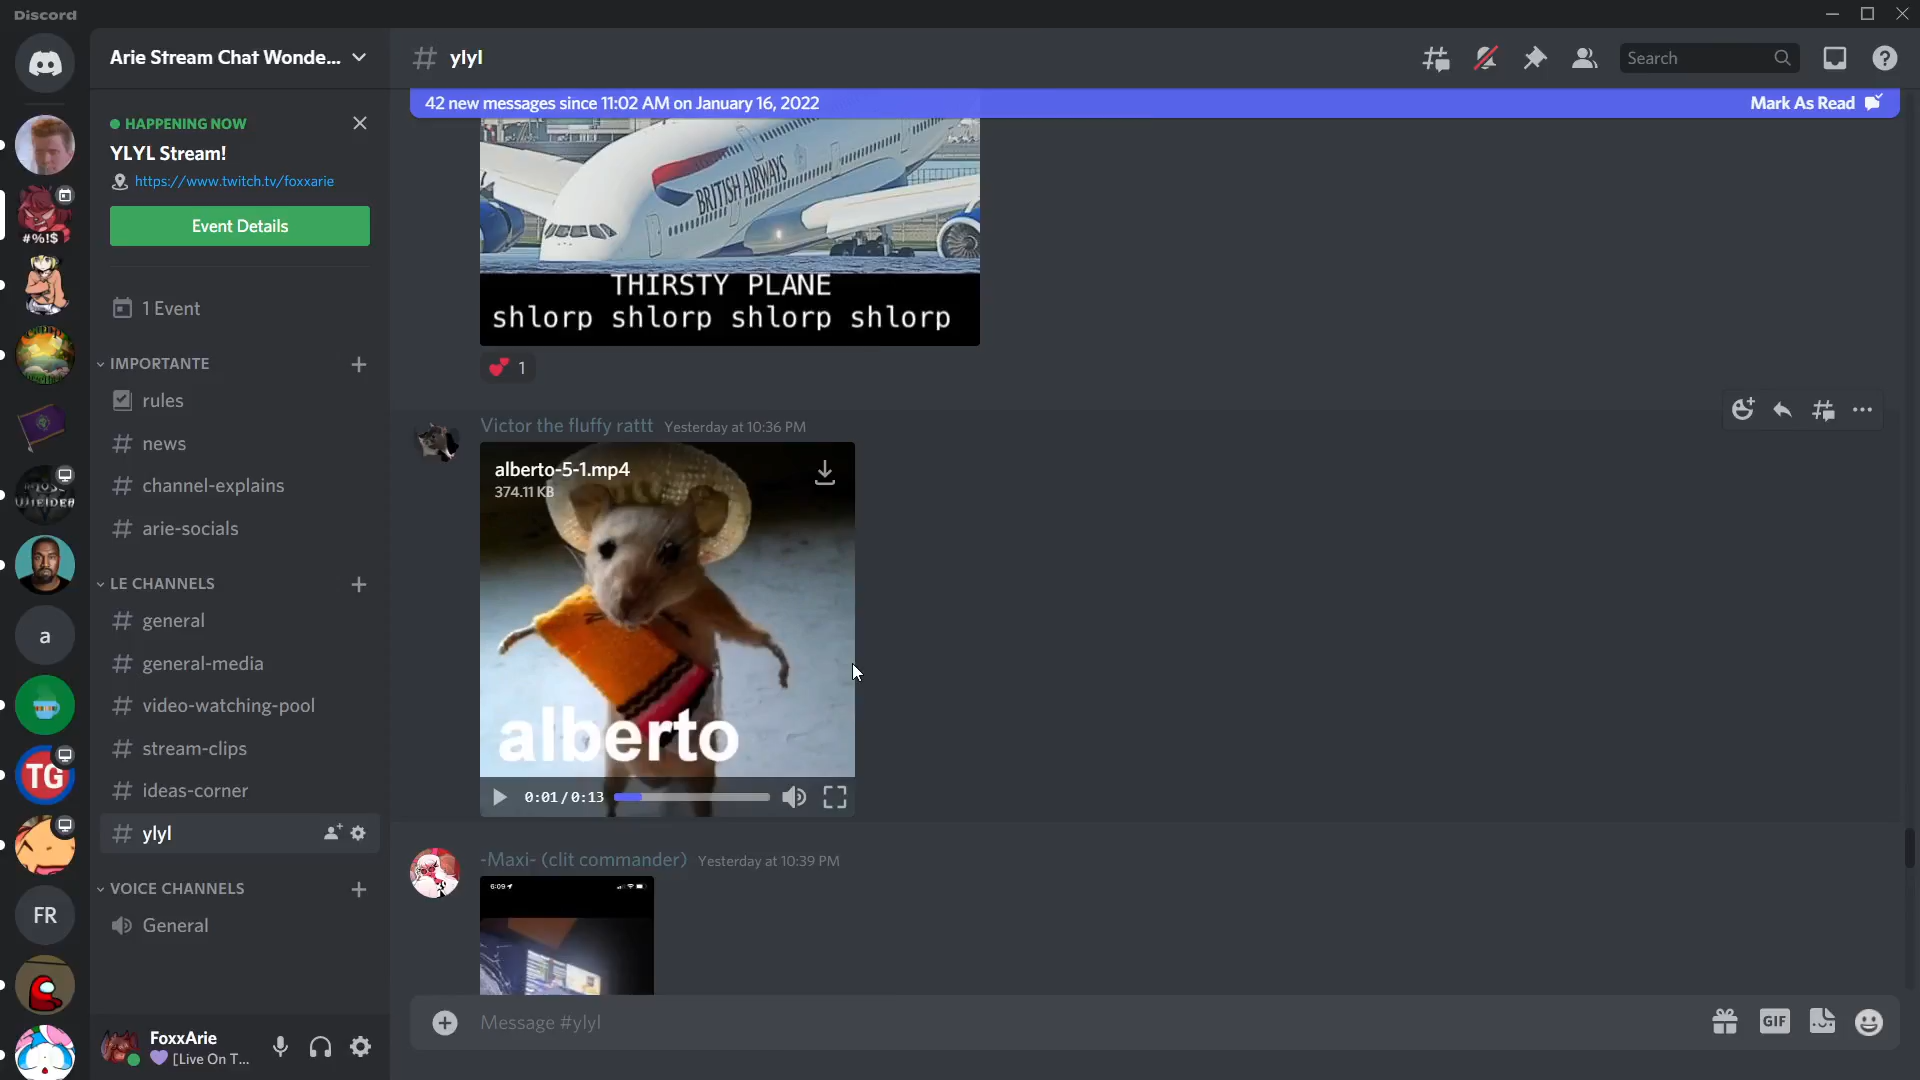 Discord
Arie Stream Chat Wonde...
HAPPENING NOW
YLYL Stream!
https://www.twitch.tv/foxxarie
Event Details
1 Event
IMPORTANTE
rules
news
channel-explains
arie-socials
LE CHANNELS
general
general-media
video-watching-pool
stream-clips
ideas-corner
ylyl
VOICE CHANNELS
General
FoxxArie
[Live On T...
#%!$
a
TG
FR
ylyl
Search
42 new messages since 11:02 AM on January 16, 2022
Mark As Read
BRITISH AIRWAYS
THIRSTY PLANE
shlorp shlorp shlorp shlorp
1
Victor the fluffy rattt Yesterday at 10:36 PM
alberto-5-1.mp4
374.11 KB
alberto
0:01/0:13
-Maxi- (clit commander) Yesterday at 10:39 PM
6:09
Message #ylyl
GIF